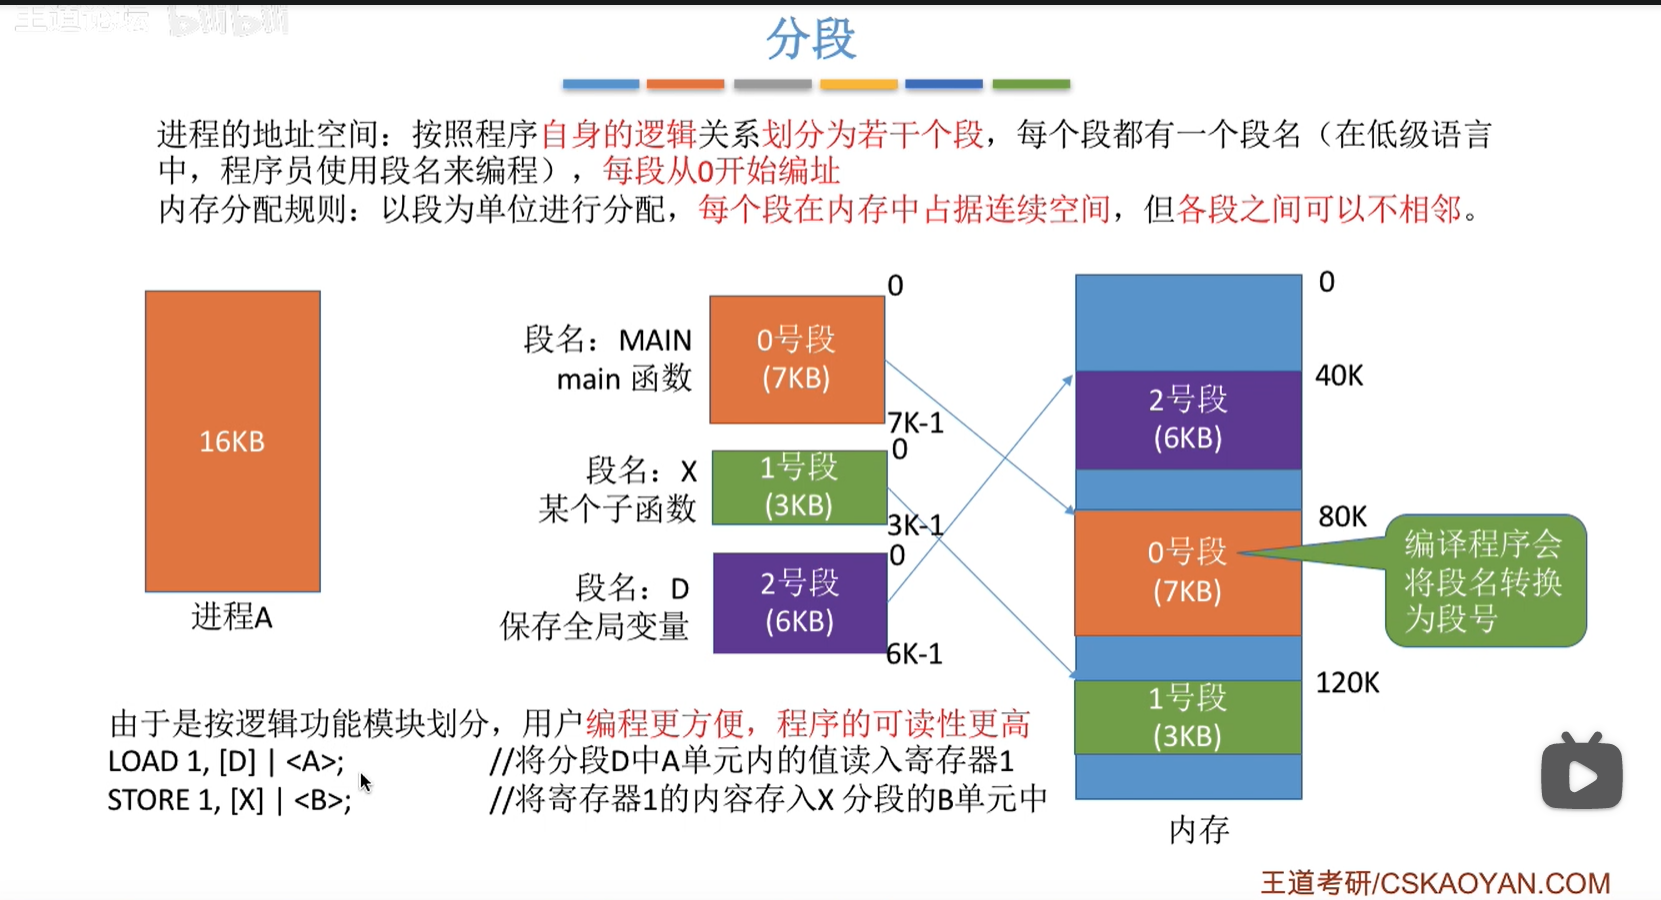 王道论坛 bilibili
分段
进程的地址空间：按照程序自身的逻辑关系划分为若干个段，每个段都有一个段名（在低级语言
中，程序员使用段名来编程），每段从0开始编址
内存分配规则：以段为单位进行分配，每个段在内存中占据连续空间，但各段之间可以不相邻。
16KB
进程A
段名：MAIN
main 函数
0号段
(7KB)
0
7K-1
段名：X
某个子函数
1号段
(3KB)
0
3K-1
段名：D
保存全局变量
2号段
(6KB)
0
6K-1
0
40K
2号段
(6KB)
80K
0号段
(7KB)
120K
1号段
(3KB)
内存
编译程序会
将段名转换
为段号
由于是按逻辑功能模块划分，用户编程更方便，程序的可读性更高
LOAD 1, [D] | <A>; //将分段D中A单元内的值读入寄存器1
STORE 1, [X] | <B>; //将寄存器1的内容存入X 分段的B单元中
王道考研/CSKAOYAN.COM